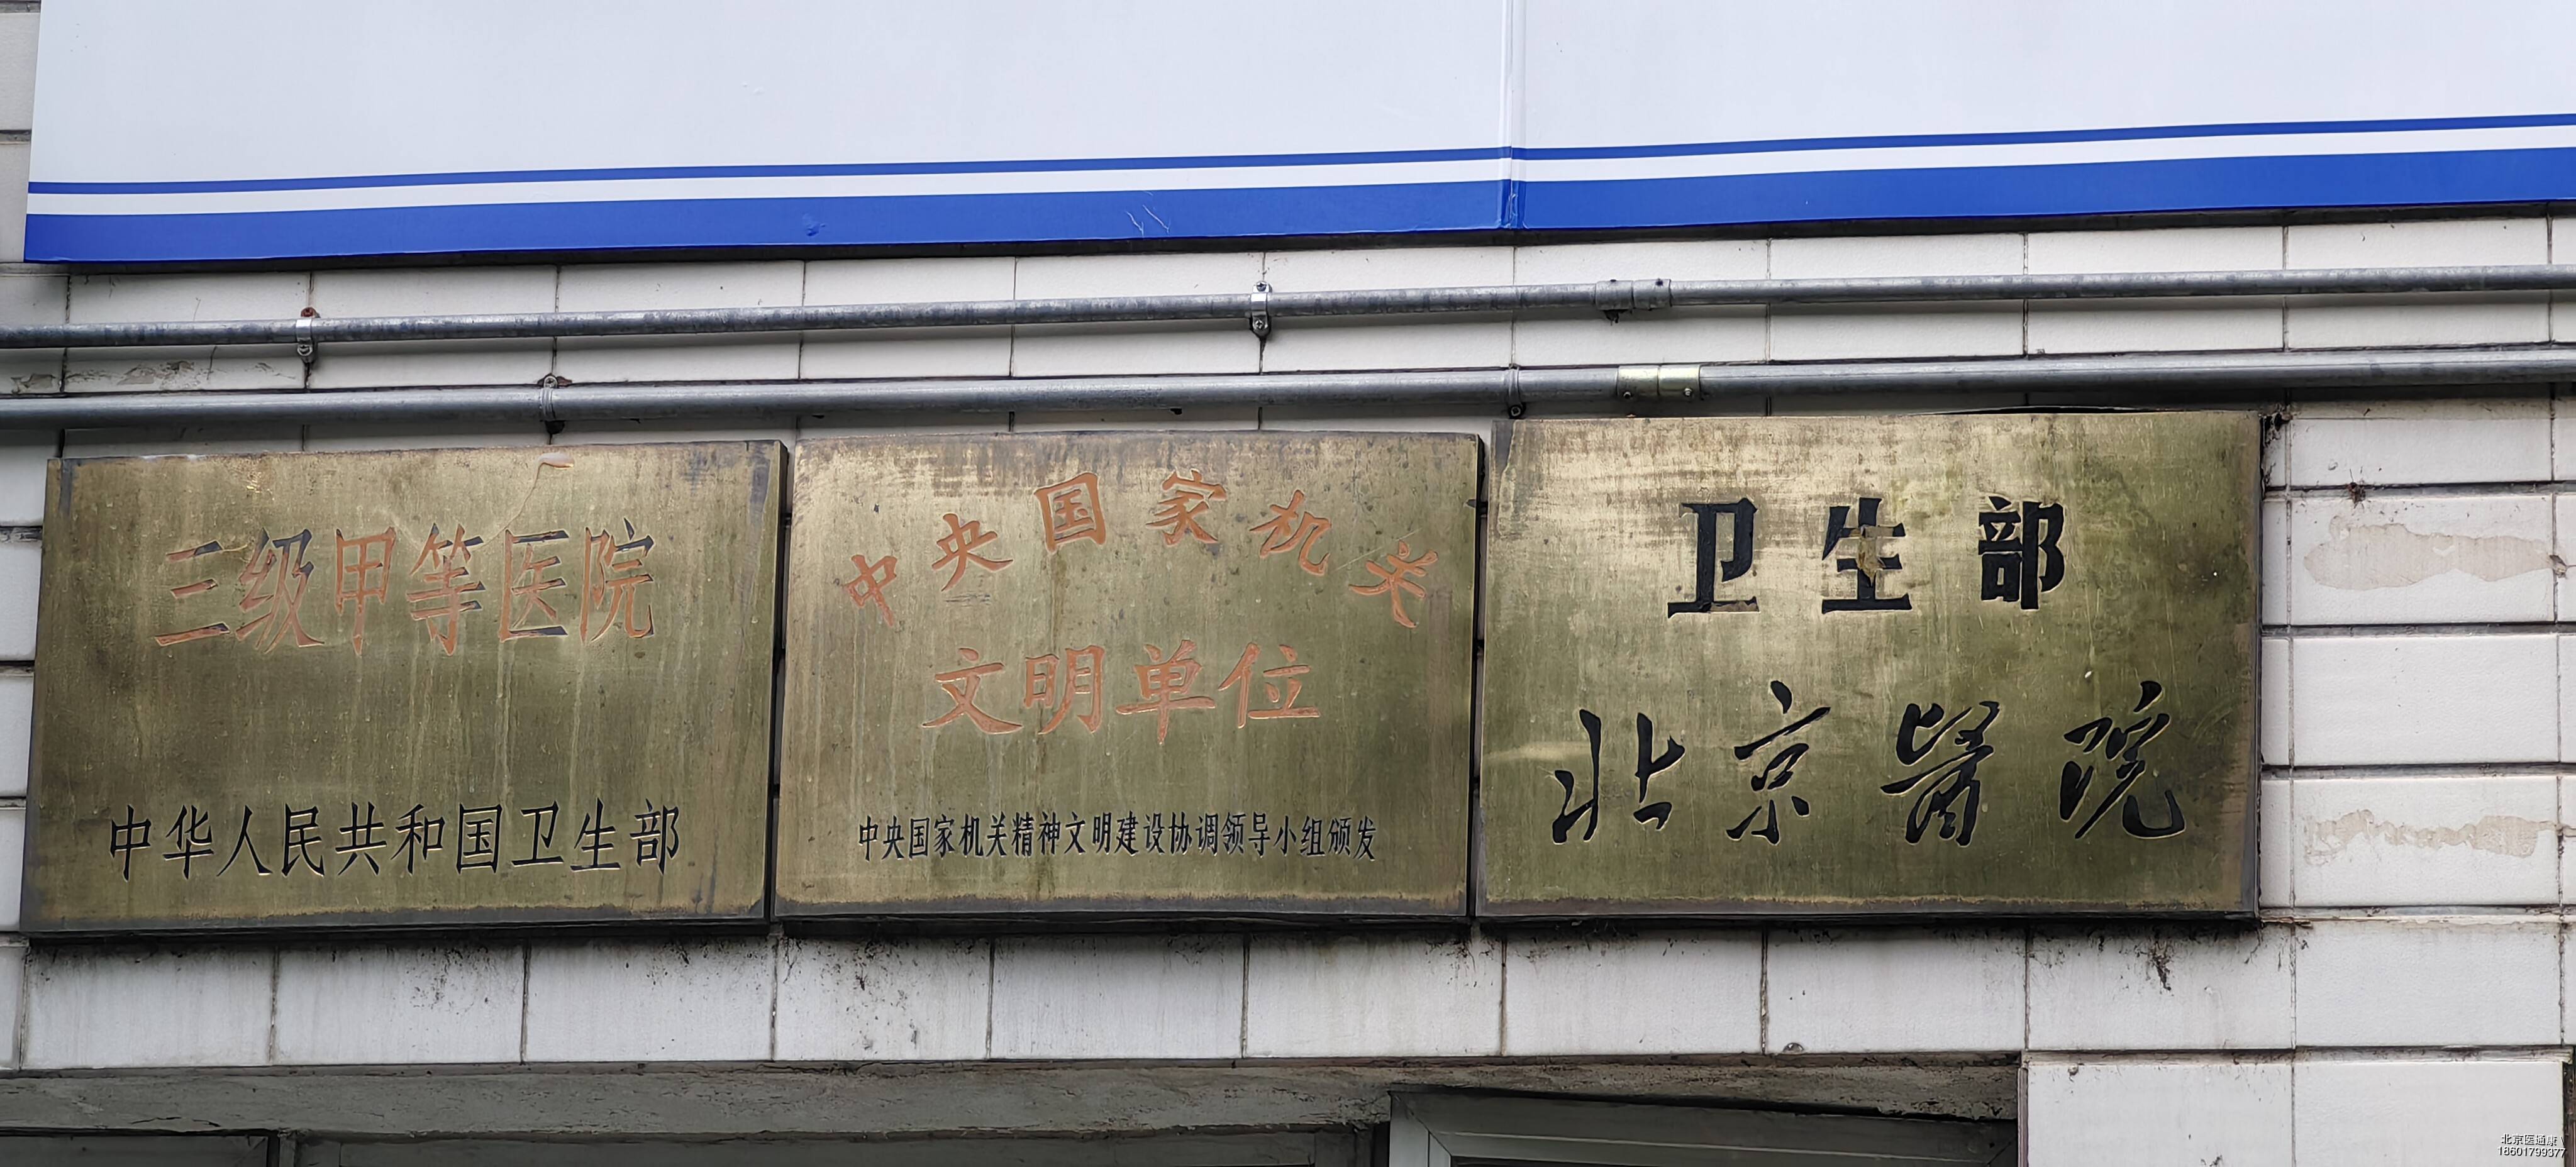 三级甲等医院
中华人民共和国卫生部
中央国家机关
文明单位
中央国家机关精神文明建设协调领导小组颁发
卫生部
北京醫院
北京医通康
18601799377